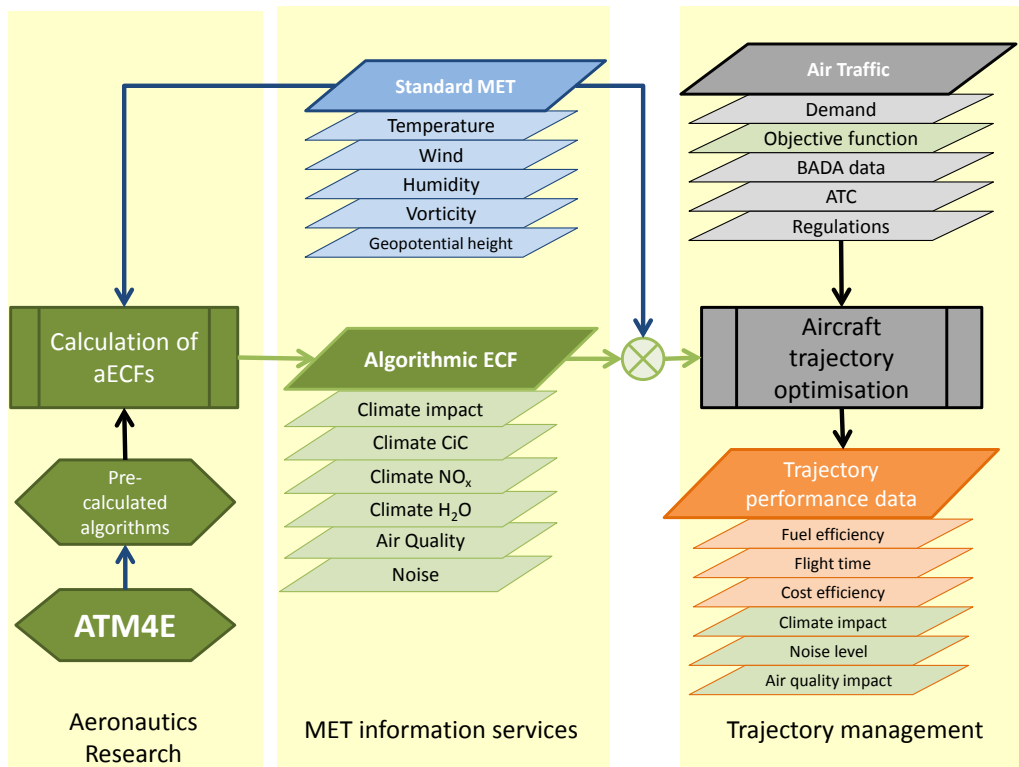 Standard MET
Temperature
Wind
Humidity
Vorticity
Geopotential height
Air Traffic
Demand
Objective function
BADA data
ATC
Regulations
Calculation of
aECFs
Pre-
calculated
algorithms
ATM4E
Algorithmic ECF
Climate impact
Climate CiC
Climate NOₓ
Climate H₂O
Air Quality
Noise
Aircraft
trajectory
optimisation
Trajectory
performance data
Fuel efficiency
Flight time
Cost efficiency
Climate impact
Noise level
Air quality impact
Aeronautics
Research
MET information services
Trajectory management